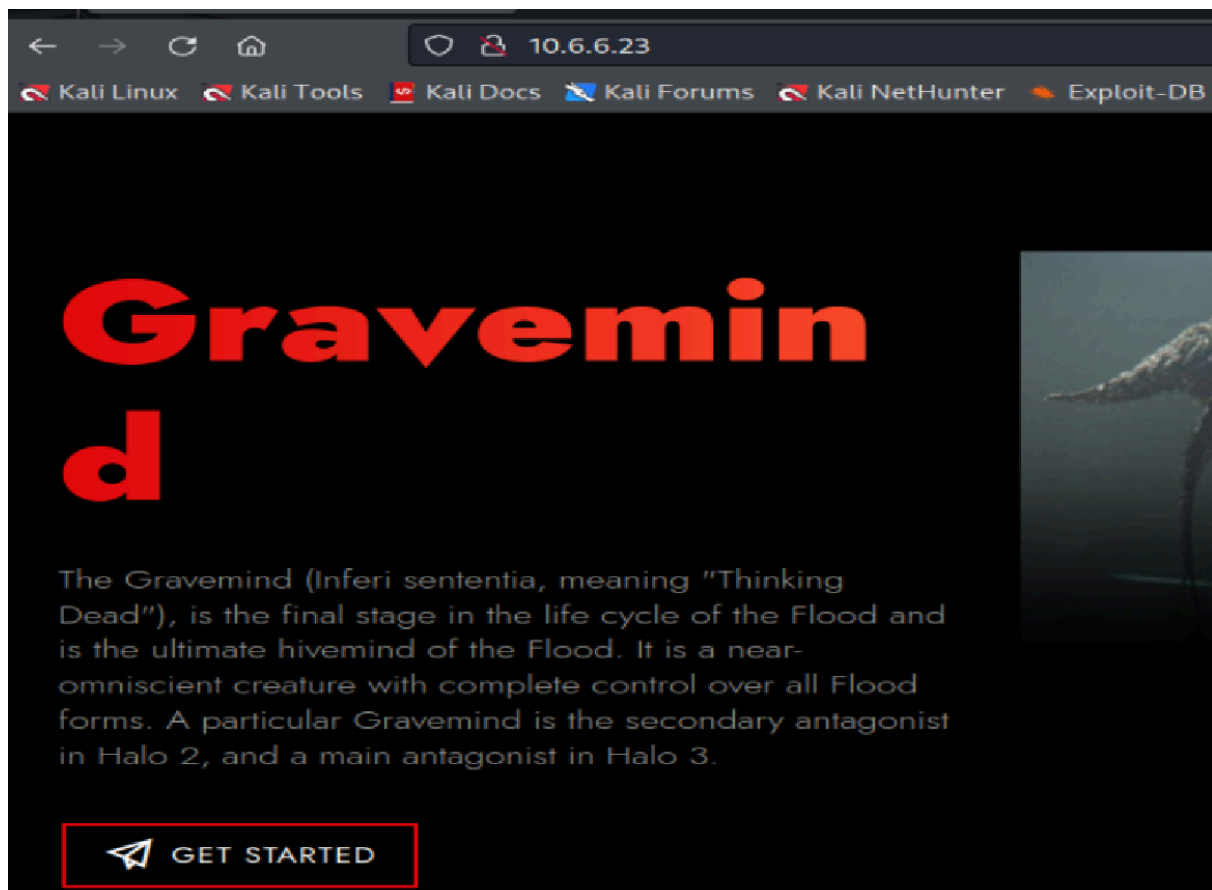 10.6.6.23
Kali Linux Kali Tools Kali Docs Kali Forums Kali NetHunter Exploit-DB
Gravemin
d
The Gravemind (Inferi sententia, meaning "Thinking
Dead"), is the final stage in the life cycle of the Flood and
is the ultimate hivemind of the Flood. It is a near-
omniscient creature with complete control over all Flood
forms. A particular Gravemind is the secondary antagonist
in Halo 2, and a main antagonist in Halo 3.
GET STARTED